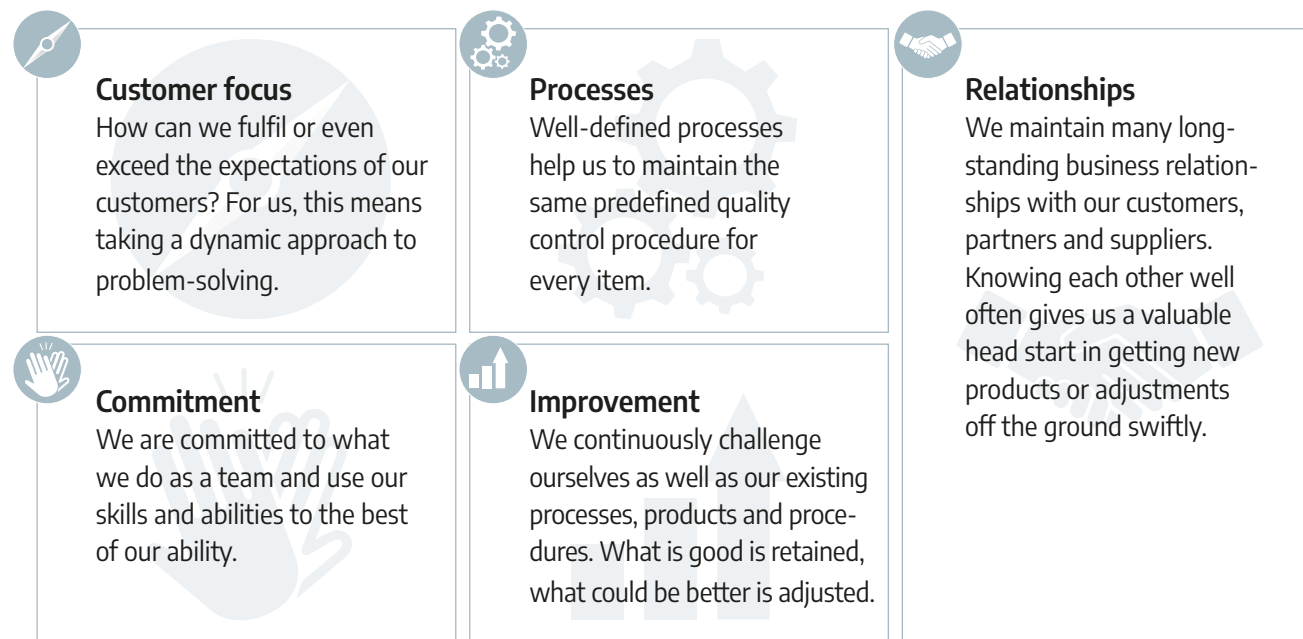 Customer focus
How can we fulfil or even
exceed the expectations of our
customers? For us, this means
taking a dynamic approach to
problem-solving.
Processes
Well-defined processes
help us to maintain the
same predefined quality
control procedure for
every item.
Relationships
We maintain many long-
standing business relation-
ships with our customers,
partners and suppliers.
Knowing each other well
often gives us a valuable
head start in getting new
products or adjustments
off the ground swiftly.
Commitment
We are committed to what
we do as a team and use our
skills and abilities to the best
of our ability.
Improvement
We continuously challenge
ourselves as well as our existing
processes, products and proce-
dures. What is good is retained,
what could be better is adjusted.